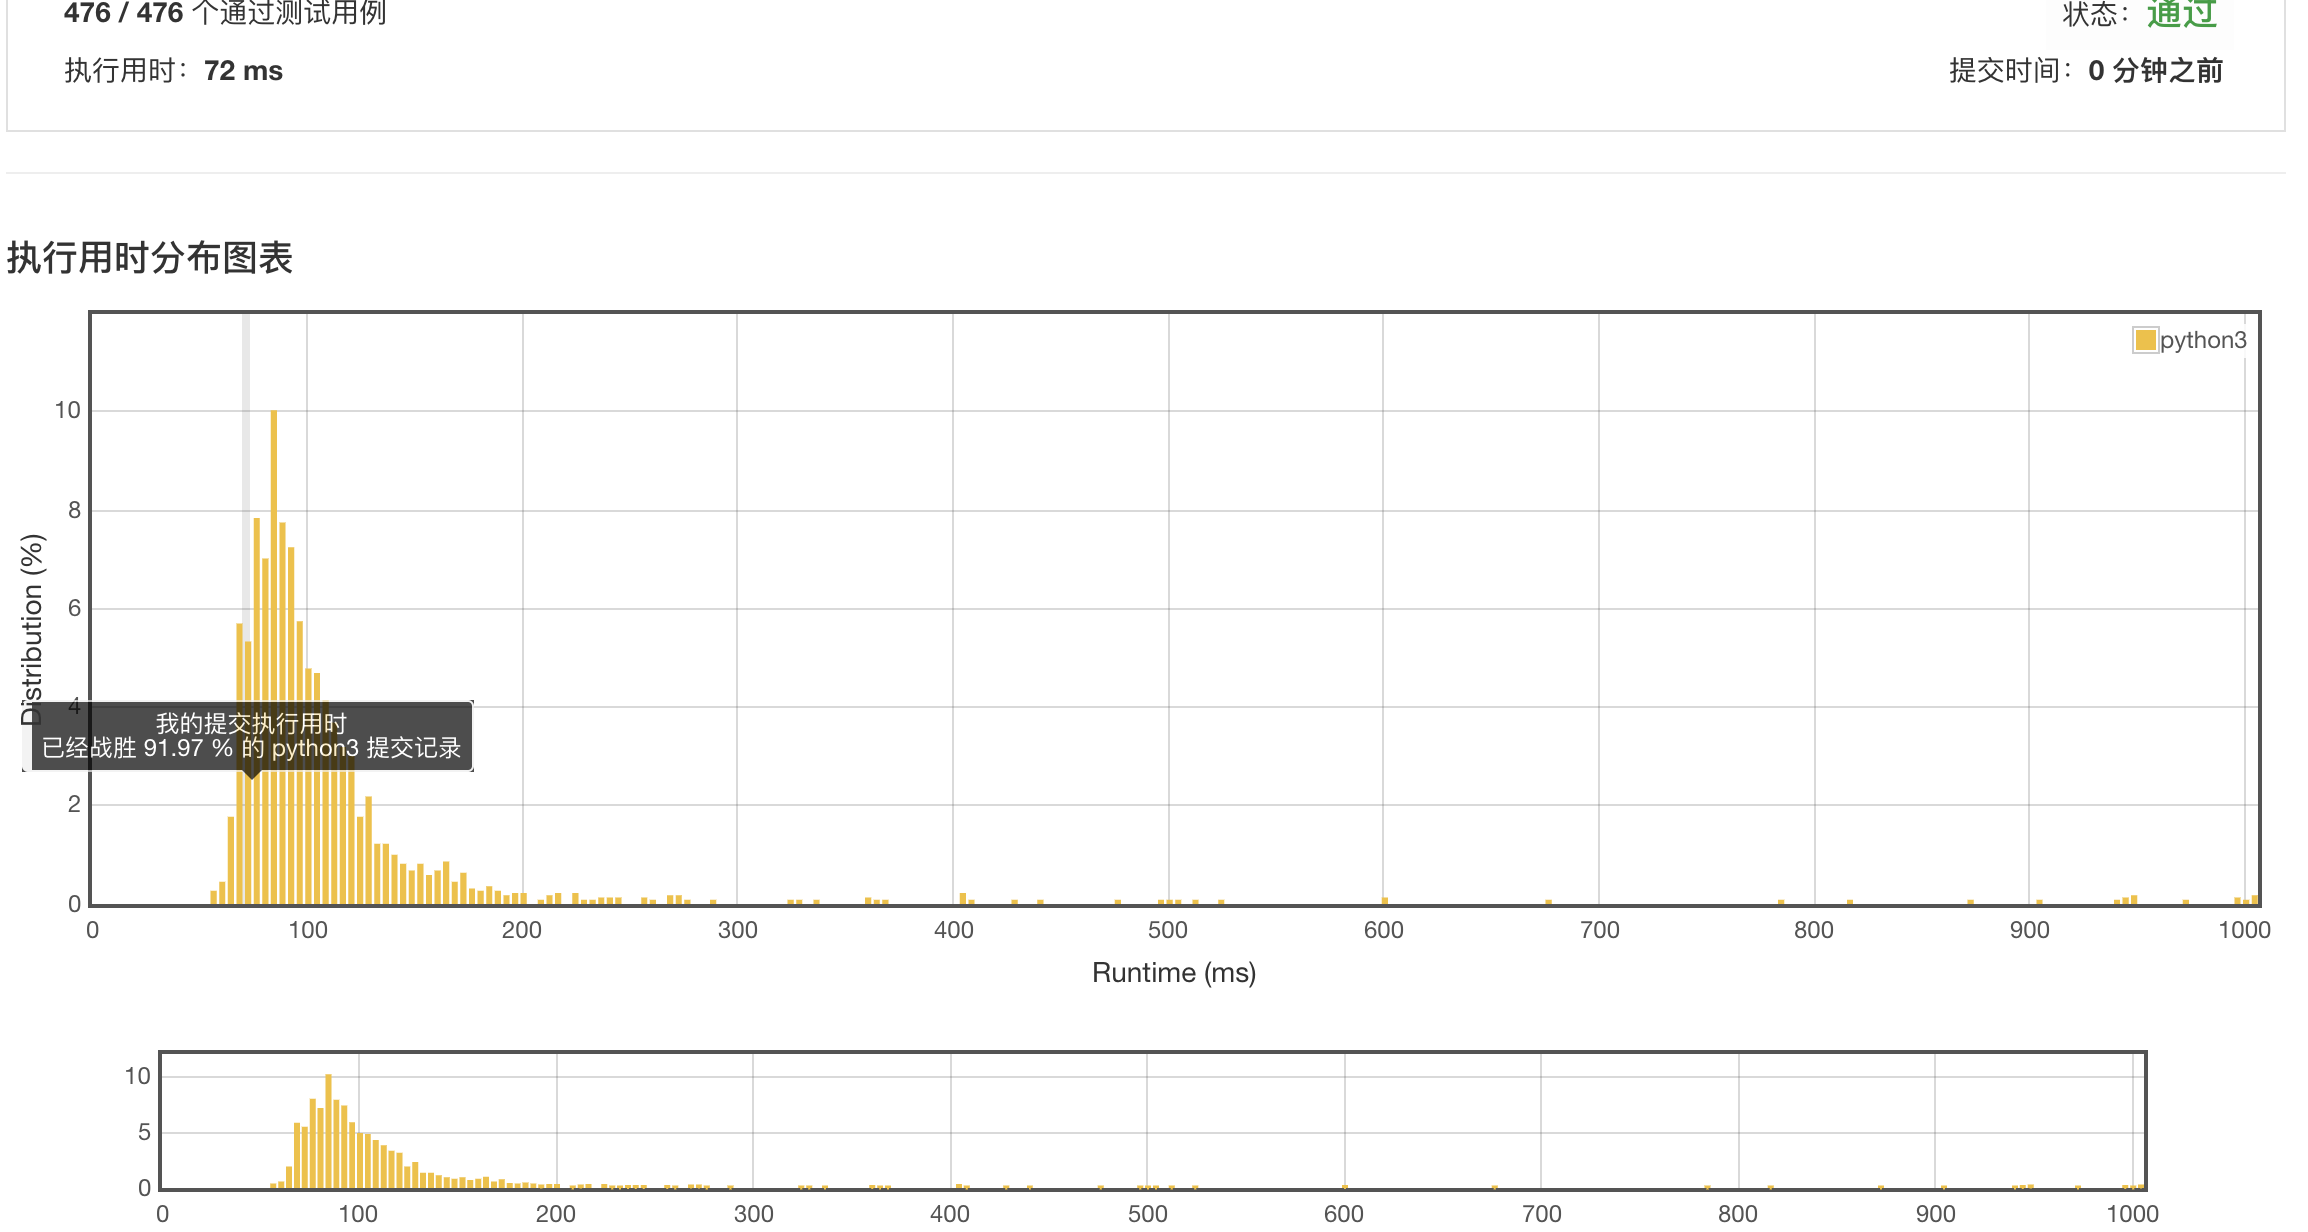 476 / 476 个通过测试用例
状态：通过
执行用时：72 ms
提交时间：0 分钟之前
执行用时分布图表
python3
10
8
6
4
2
0
Distribution (%)
我的提交执行用时
已经战胜 91.97 % 的 python3 提交记录
0 100 200 300 400 500 600 700 800 900 1000
Runtime (ms)
10
5
0
0 100 200 300 400 500 600 700 800 900 1000